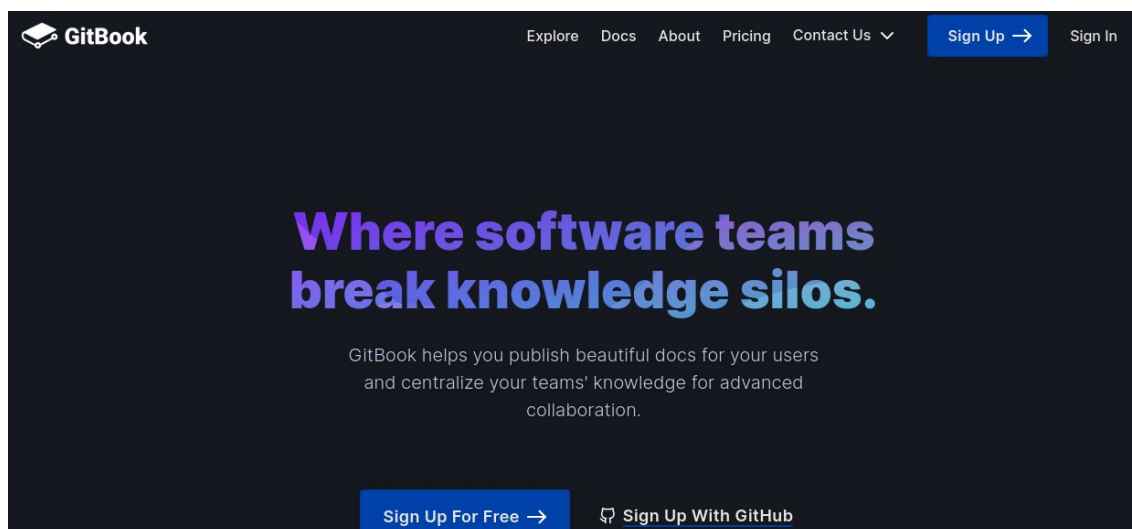 GitBook
Explore Docs About Pricing Contact Us Sign Up Sign In
Where software teams
break knowledge silos.
GitBook helps you publish beautiful docs for your users
and centralize your teams' knowledge for advanced
collaboration.
Sign Up For Free Sign Up With GitHub